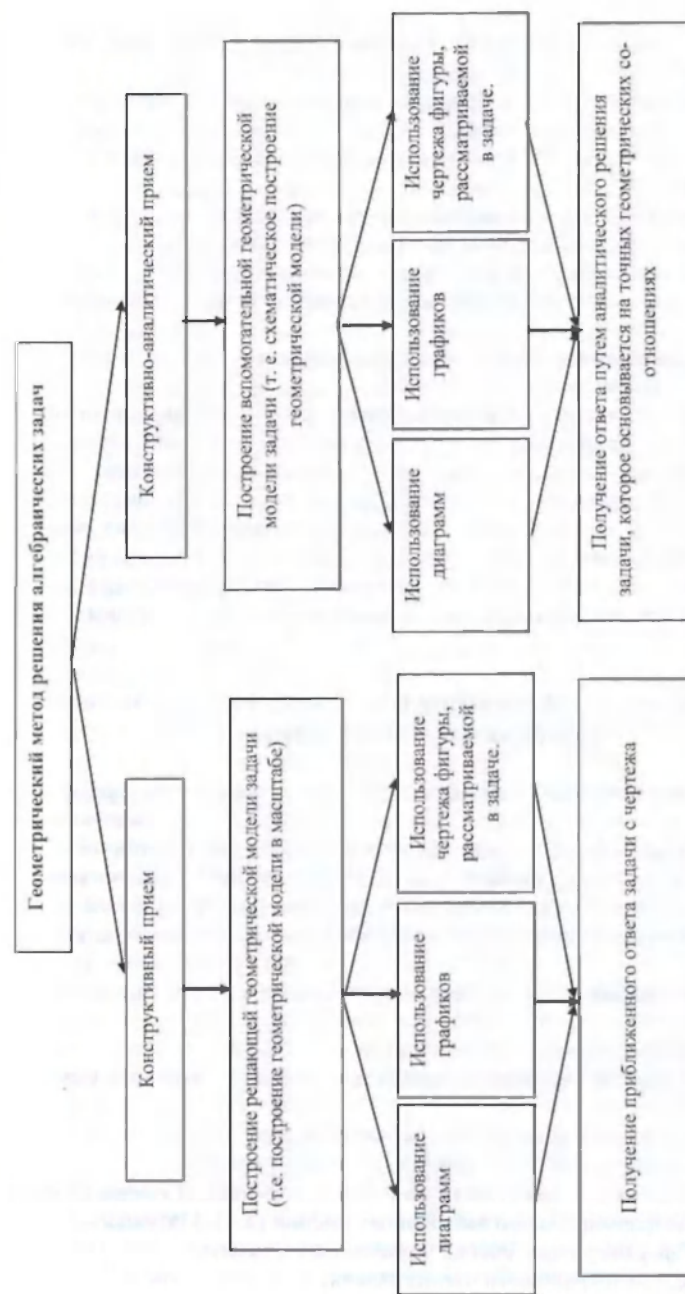 Геометрический метод решения алгебраических задач
Конструктивный прием
Конструктивно-аналитический прием
Построение решающей геометрической модели задачи
(т.е. построение геометрической модели в масштабе)
Построение вспомогательной геометрической
модели задачи (т. е. схематическое построение
геометрической модели)
Использование
диаграмм
Использование
графиков
Использование
чертежа фигуры,
рассматриваемой
в задаче.
Использование
диаграмм
Использование
графиков
Использование
чертежа фигуры,
рассматриваемой
в задаче.
Получение приближенного ответа задачи с чертежа
Получение ответа путем аналитического решения
задачи, которое основывается на точных геометрических со-
отношениях